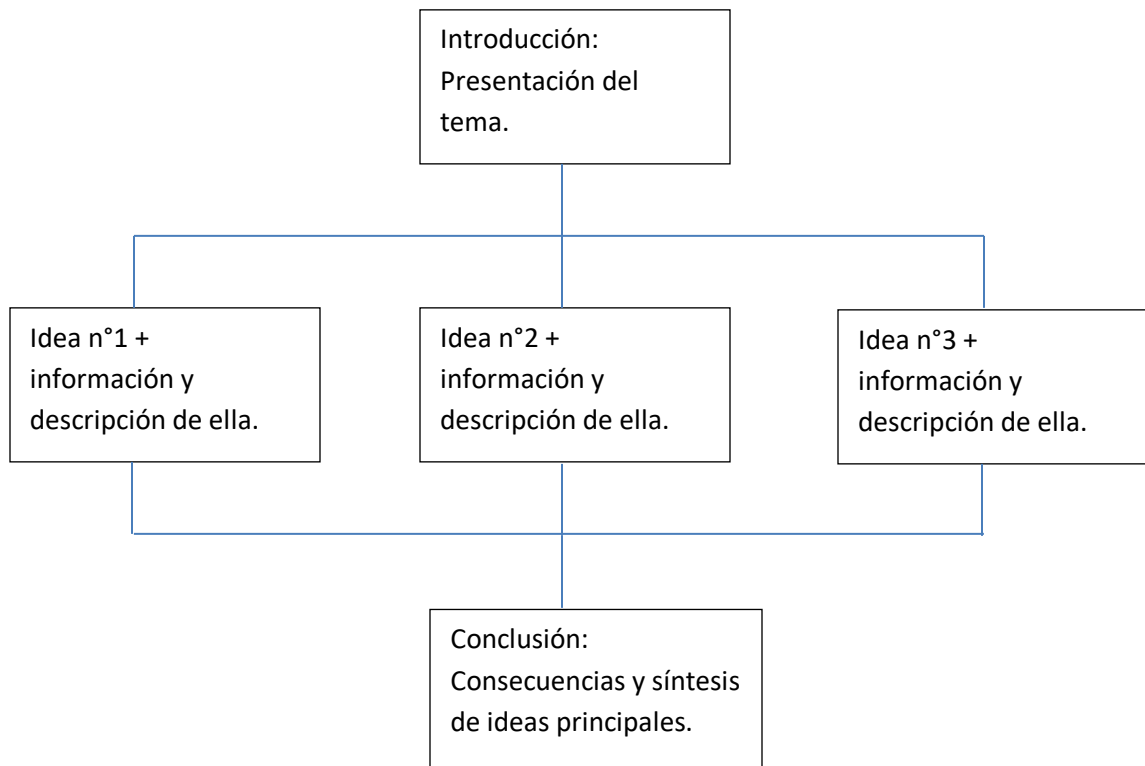 Introducción:
Presentación del
tema.
Idea n°1 +
información y
descripción de ella.
Idea n°2 +
información y
descripción de ella.
Idea n°3 +
información y
descripción de ella.
Conclusión:
Consecuencias y síntesis
de ideas principales.